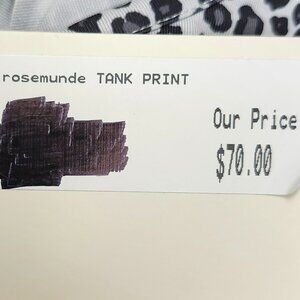 rosemunde TANK PRINT
Our Price
$70.00